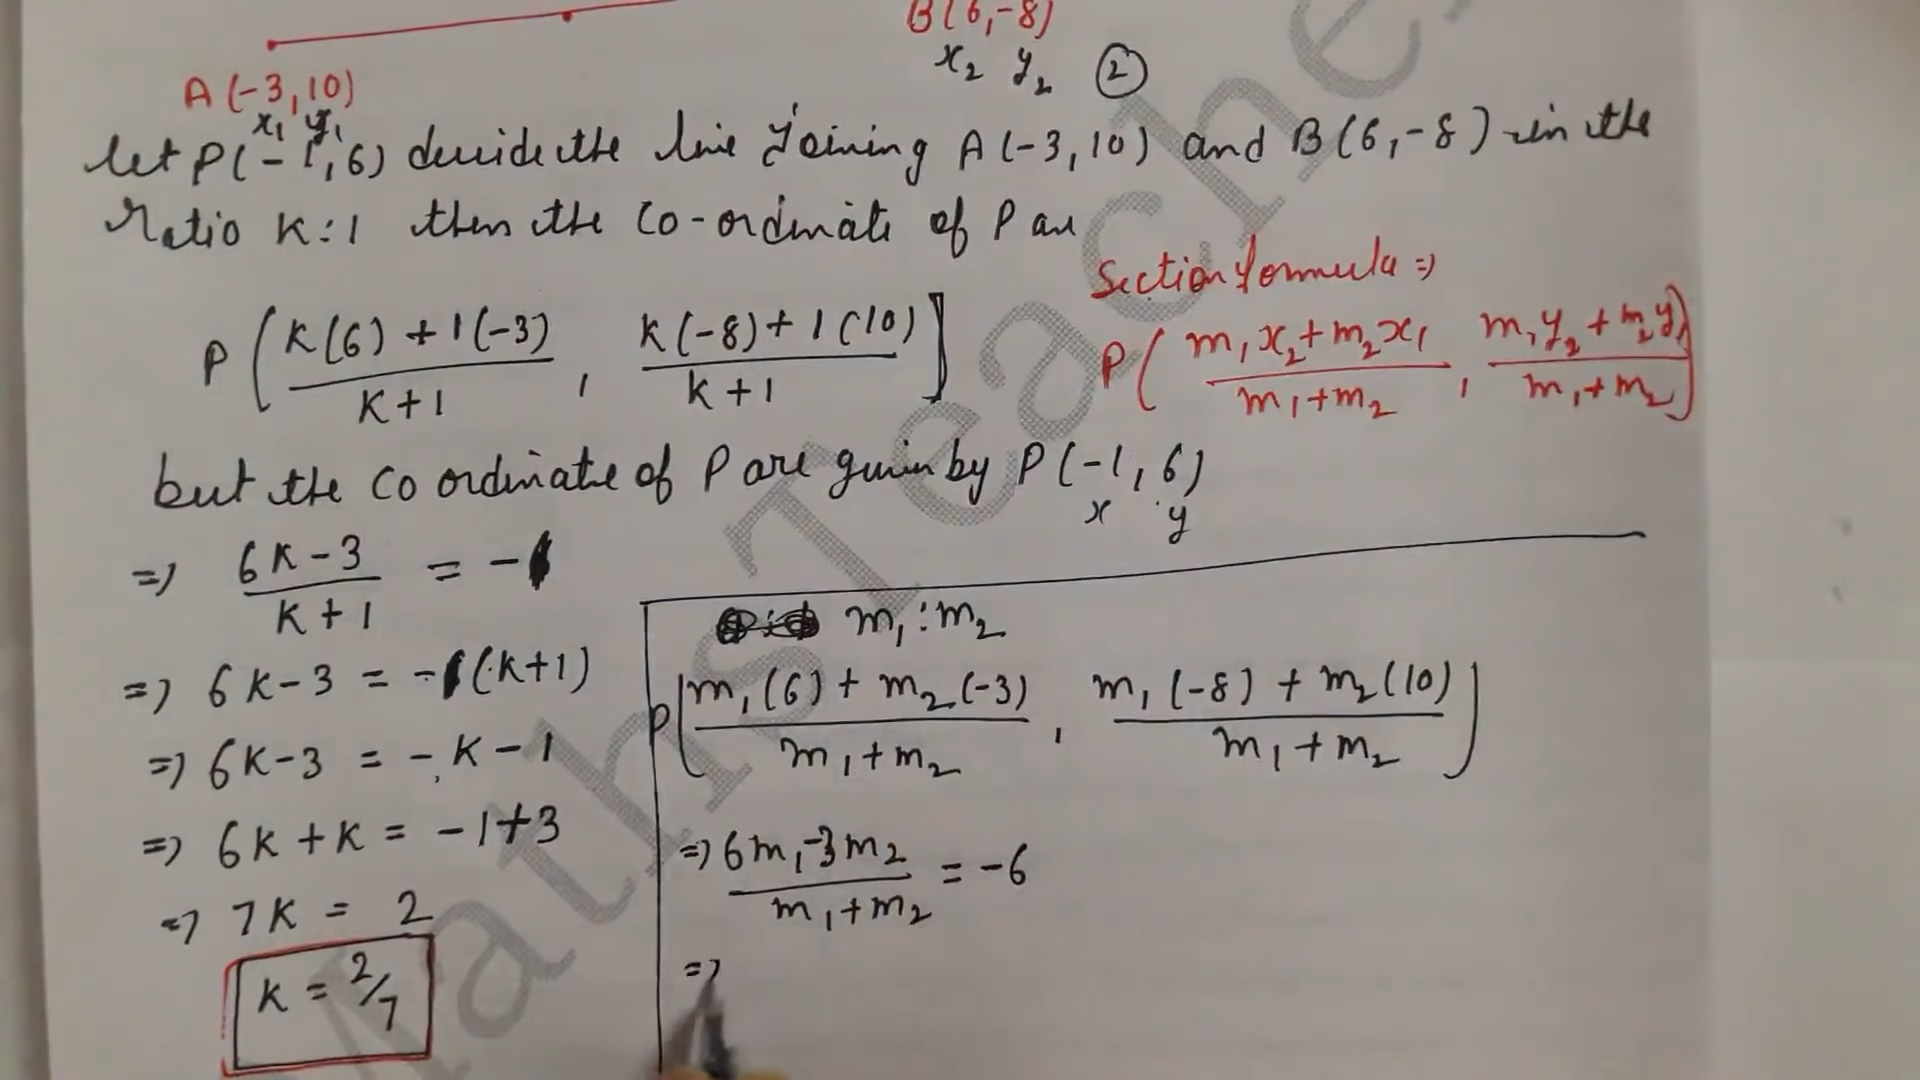 B(6,-8)
x₂ y₂ ②
A(-3,10)
x₁ y₁
let P(-1,6) devide the line joining A(-3,10) and B(6,-8) in the
ratio K:1 then the co-ordinate of P are
Section formula ⇒
P ( K(6)+1(-3) / K+1 , k(-8)+1(10) / k+1 ]
P( m₁x₂+m₂x₁ / m₁+m₂ , m₁y₂+m₂y₁ / m₁+m₂ )
but the co ordinate of P are given by P(-1,6)
x y
⇒ 6K-3 / K+1 = -1
⇒ 6K-3 = -1(K+1)
⇒ 6K-3 = -K-1
⇒ 6K+K = -1+3
⇒ 7K = 2
K = 2/7
m₁:m₂
P( m₁(6)+m₂(-3) / m₁+m₂ , m₁(-8)+m₂(10) / m₁+m₂ )
⇒ 6m₁-3m₂ / m₁+m₂ = -6
⇒
Maths Teache